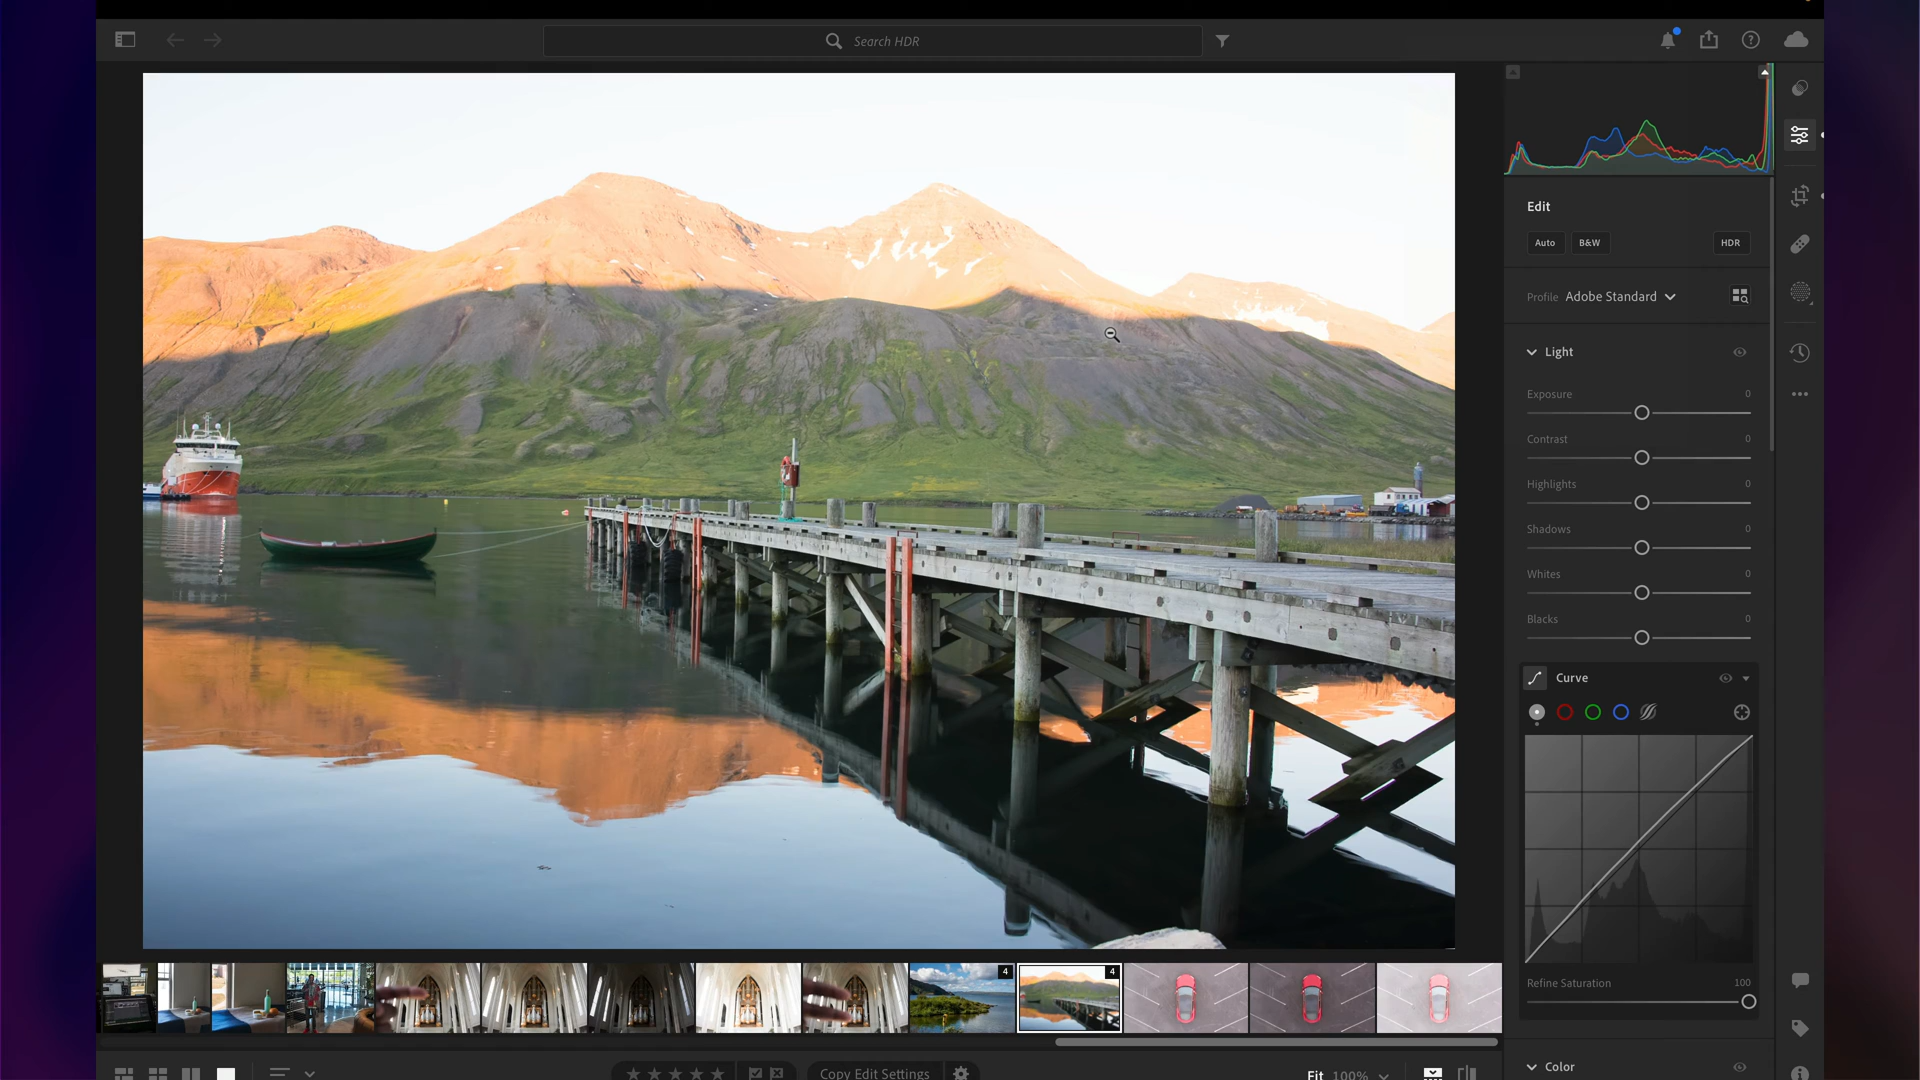 Search HDR
Edit
Auto B&W HDR
Profile Adobe Standard
Light
Exposure 0
Contrast 0
Highlights 0
Shadows 0
Whites 0
Blacks 0
Curve
Refine Saturation 100
4 4
Color
Copy Edit Settings
Fit 100%